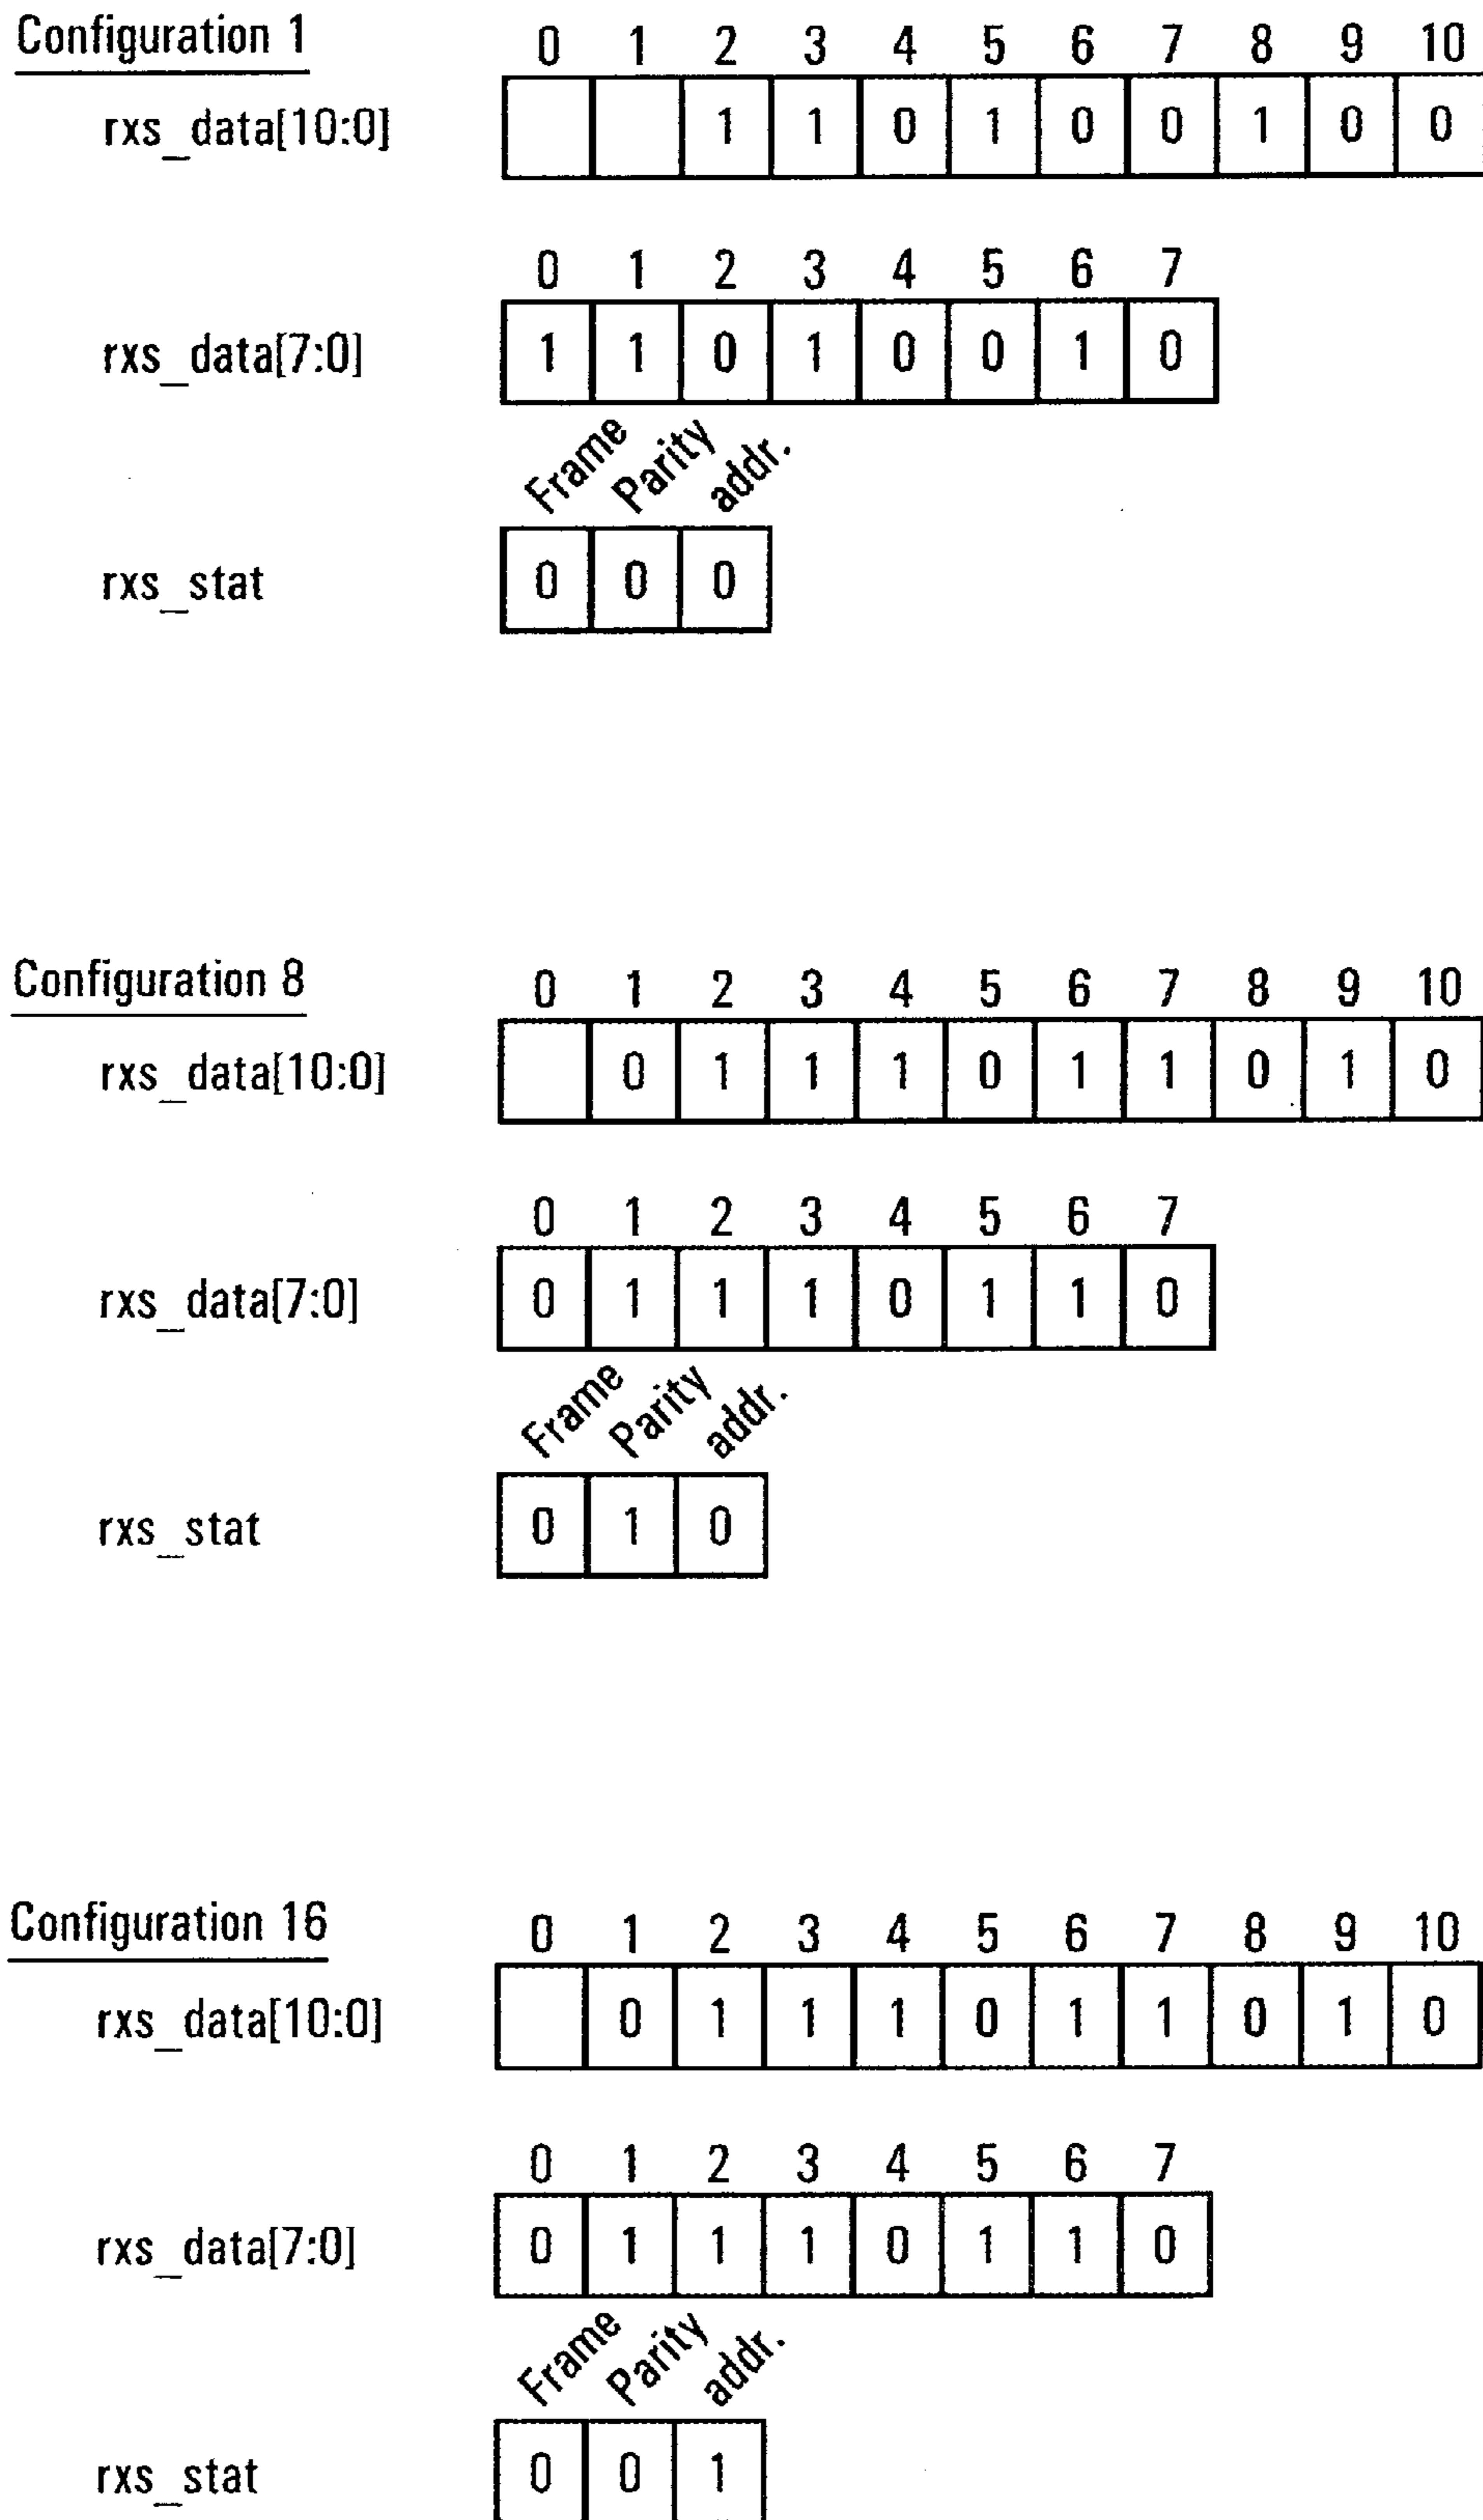 Configuration 1
0 1 2 3 4 5 6 7 8 9 10
rxs_data[10:0] 1 1 0 1 0 0 1 0 0
0 1 2 3 4 5 6 7
rxs_data[7:0] 1 1 0 1 0 0 1 0
Frame Parity addr.
rxs_stat 0 0 0
Configuration 8
0 1 2 3 4 5 6 7 8 9 10
rxs_data[10:0] 0 1 1 1 0 1 1 0 1 0
0 1 2 3 4 5 6 7
rxs_data[7:0] 0 1 1 1 0 1 1 0
Frame Parity addr.
rxs_stat 0 1 0
Configuration 16
0 1 2 3 4 5 6 7 8 9 10
rxs_data[10:0] 0 1 1 1 0 1 1 0 1 0
0 1 2 3 4 5 6 7
rxs_data[7:0] 0 1 1 1 0 1 1 0
Frame Parity addr.
rxs_stat 0 0 1